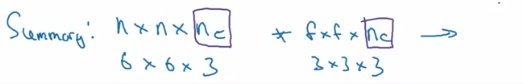 Summary: n × n × nc * f × f × nc →
6 × 6 × 3 3 × 3 × 3